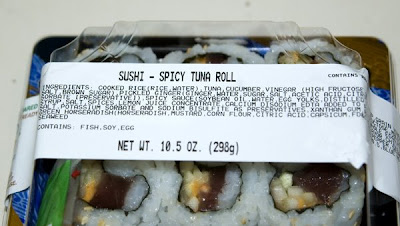 SUSHI - SPICY TUNA ROLL
INGREDIENTS: COOKED RICE(RICE,WATER),TUNA,CUCUMBER,VINEGAR (HIGH FRUCTOSE
SALT,BROWN SUGAR),PICKLED GINGER(GINGER,WATER,SUGAR,SALT,ACETIC ACID,CITRI
SORBATE (PRESERVATIVE)),SPICY SAUCE(SOYBEAN OIL,WATER,EGG YOLKS,DISTILLED
SYRUP,SALT,SPICES,LEMON JUICE CONCENTRATE,CALCIUM DISODIUM EDTA ADDED TO
SALT,POTASSIUM SORBATE AND SODIUM BISULFITE AS PRESERVATIVES,XANTHAN GUM
HORSERADISH(HORSERADISH,MUSTARD,CORN FLOUR,CITRIC ACID,CAPSICUM,FD&
SEAWEED
CONTAINS: FISH,SOY,EGG
NET WT. 10.5 OZ (298g)
CONTAINS